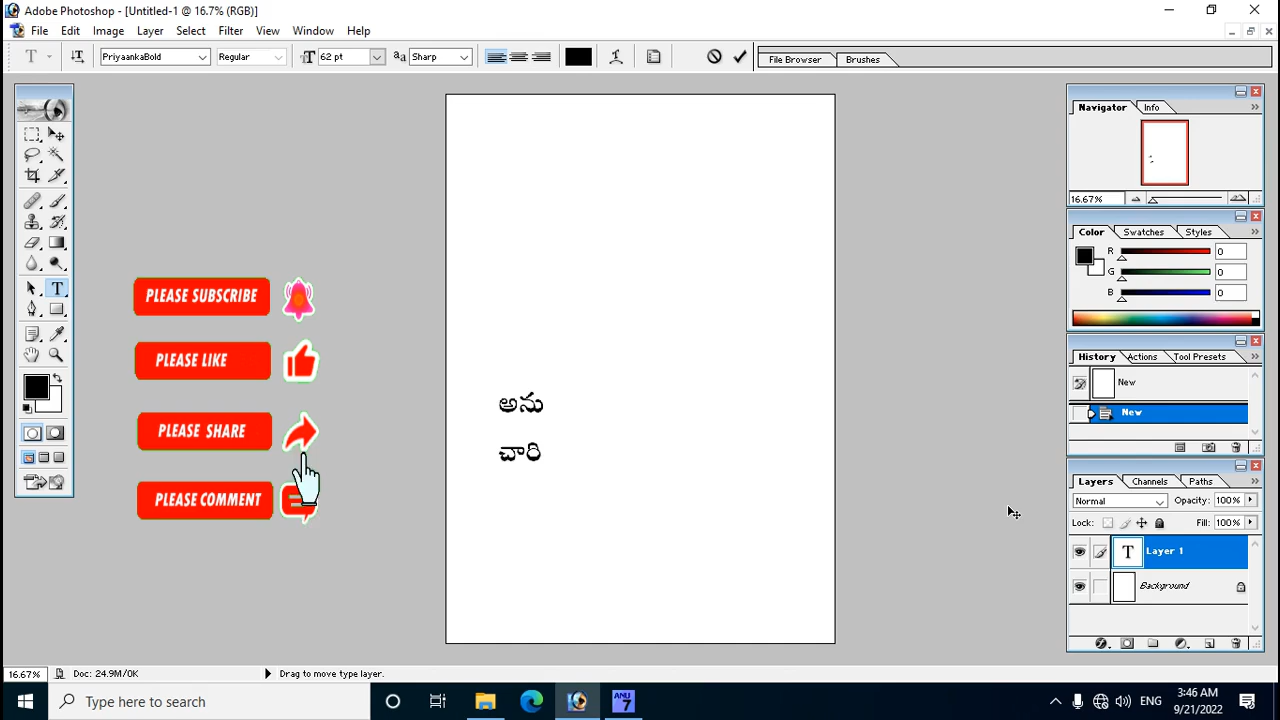 Adobe Photoshop - [Untitled-1 @ 16.7% (RGB)]
File Edit Image Layer Select Filter View Window Help
T PriyaankaBold Regular 62 pt aa Sharp File Browser Brushes
Navigator Info
16.67%
Color Swatches Styles
R 0
G 0
B 0
PLEASE SUBSCRIBE
PLEASE LIKE
PLEASE SHARE
PLEASE COMMENT
అను
చారి
History Actions Tool Presets
New
New
Layers Channels Paths
Normal Opacity: 100%
Lock: Fill: 100%
T Layer 1
Background
16.67% Doc: 24.9M/0K Drag to move type layer.
Type here to search ANU 7 ENG 3:46 AM
9/21/2022